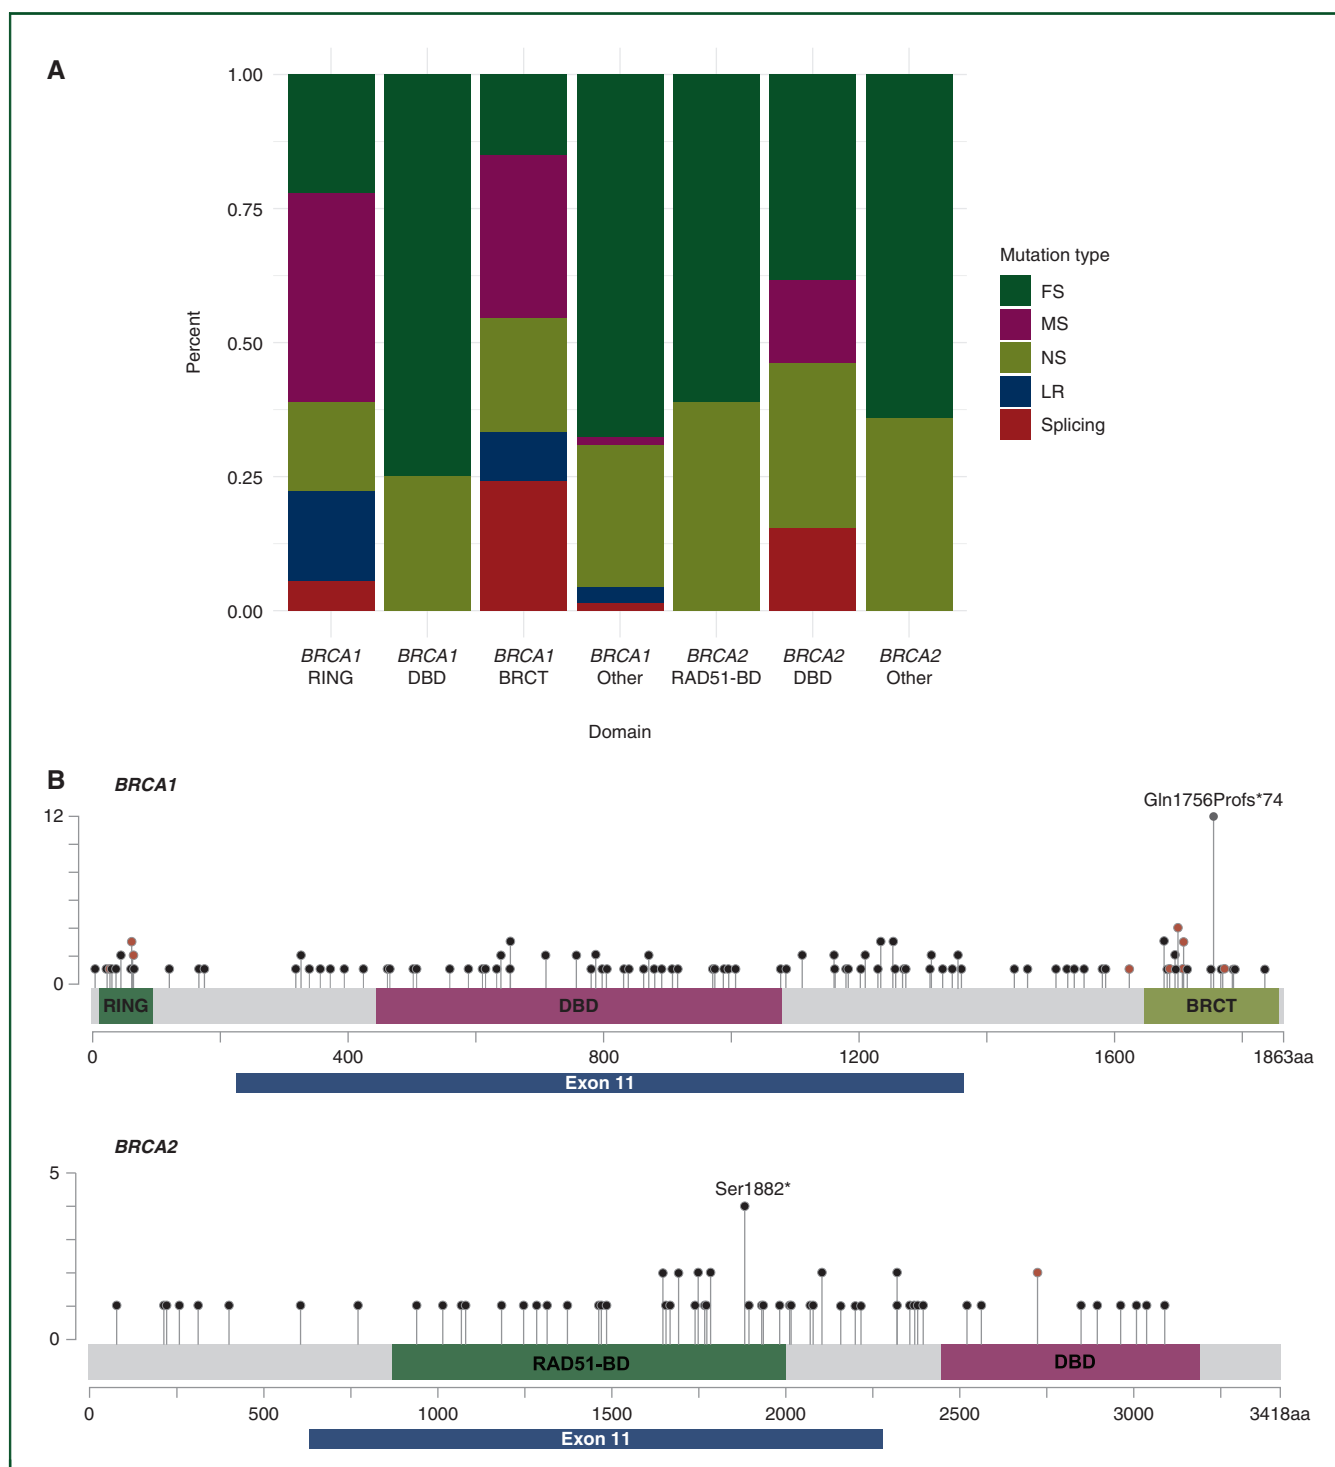 A
1.00
0.75
0.50
0.25
0.00
Percent
BRCA1 RING
BRCA1 DBD
BRCA1 BRCT
BRCA1 Other
BRCA2 RAD51-BD
BRCA2 DBD
BRCA2 Other
Domain
Mutation type
FS
MS
NS
LR
Splicing
B
BRCA1
Gln1756Profs*74
12
0
RING
DBD
BRCT
0 400 800 1200 1600 1863aa
Exon 11
BRCA2
5
Ser1882*
0
RAD51-BD
DBD
0 500 1000 1500 2000 2500 3000 3418aa
Exon 11